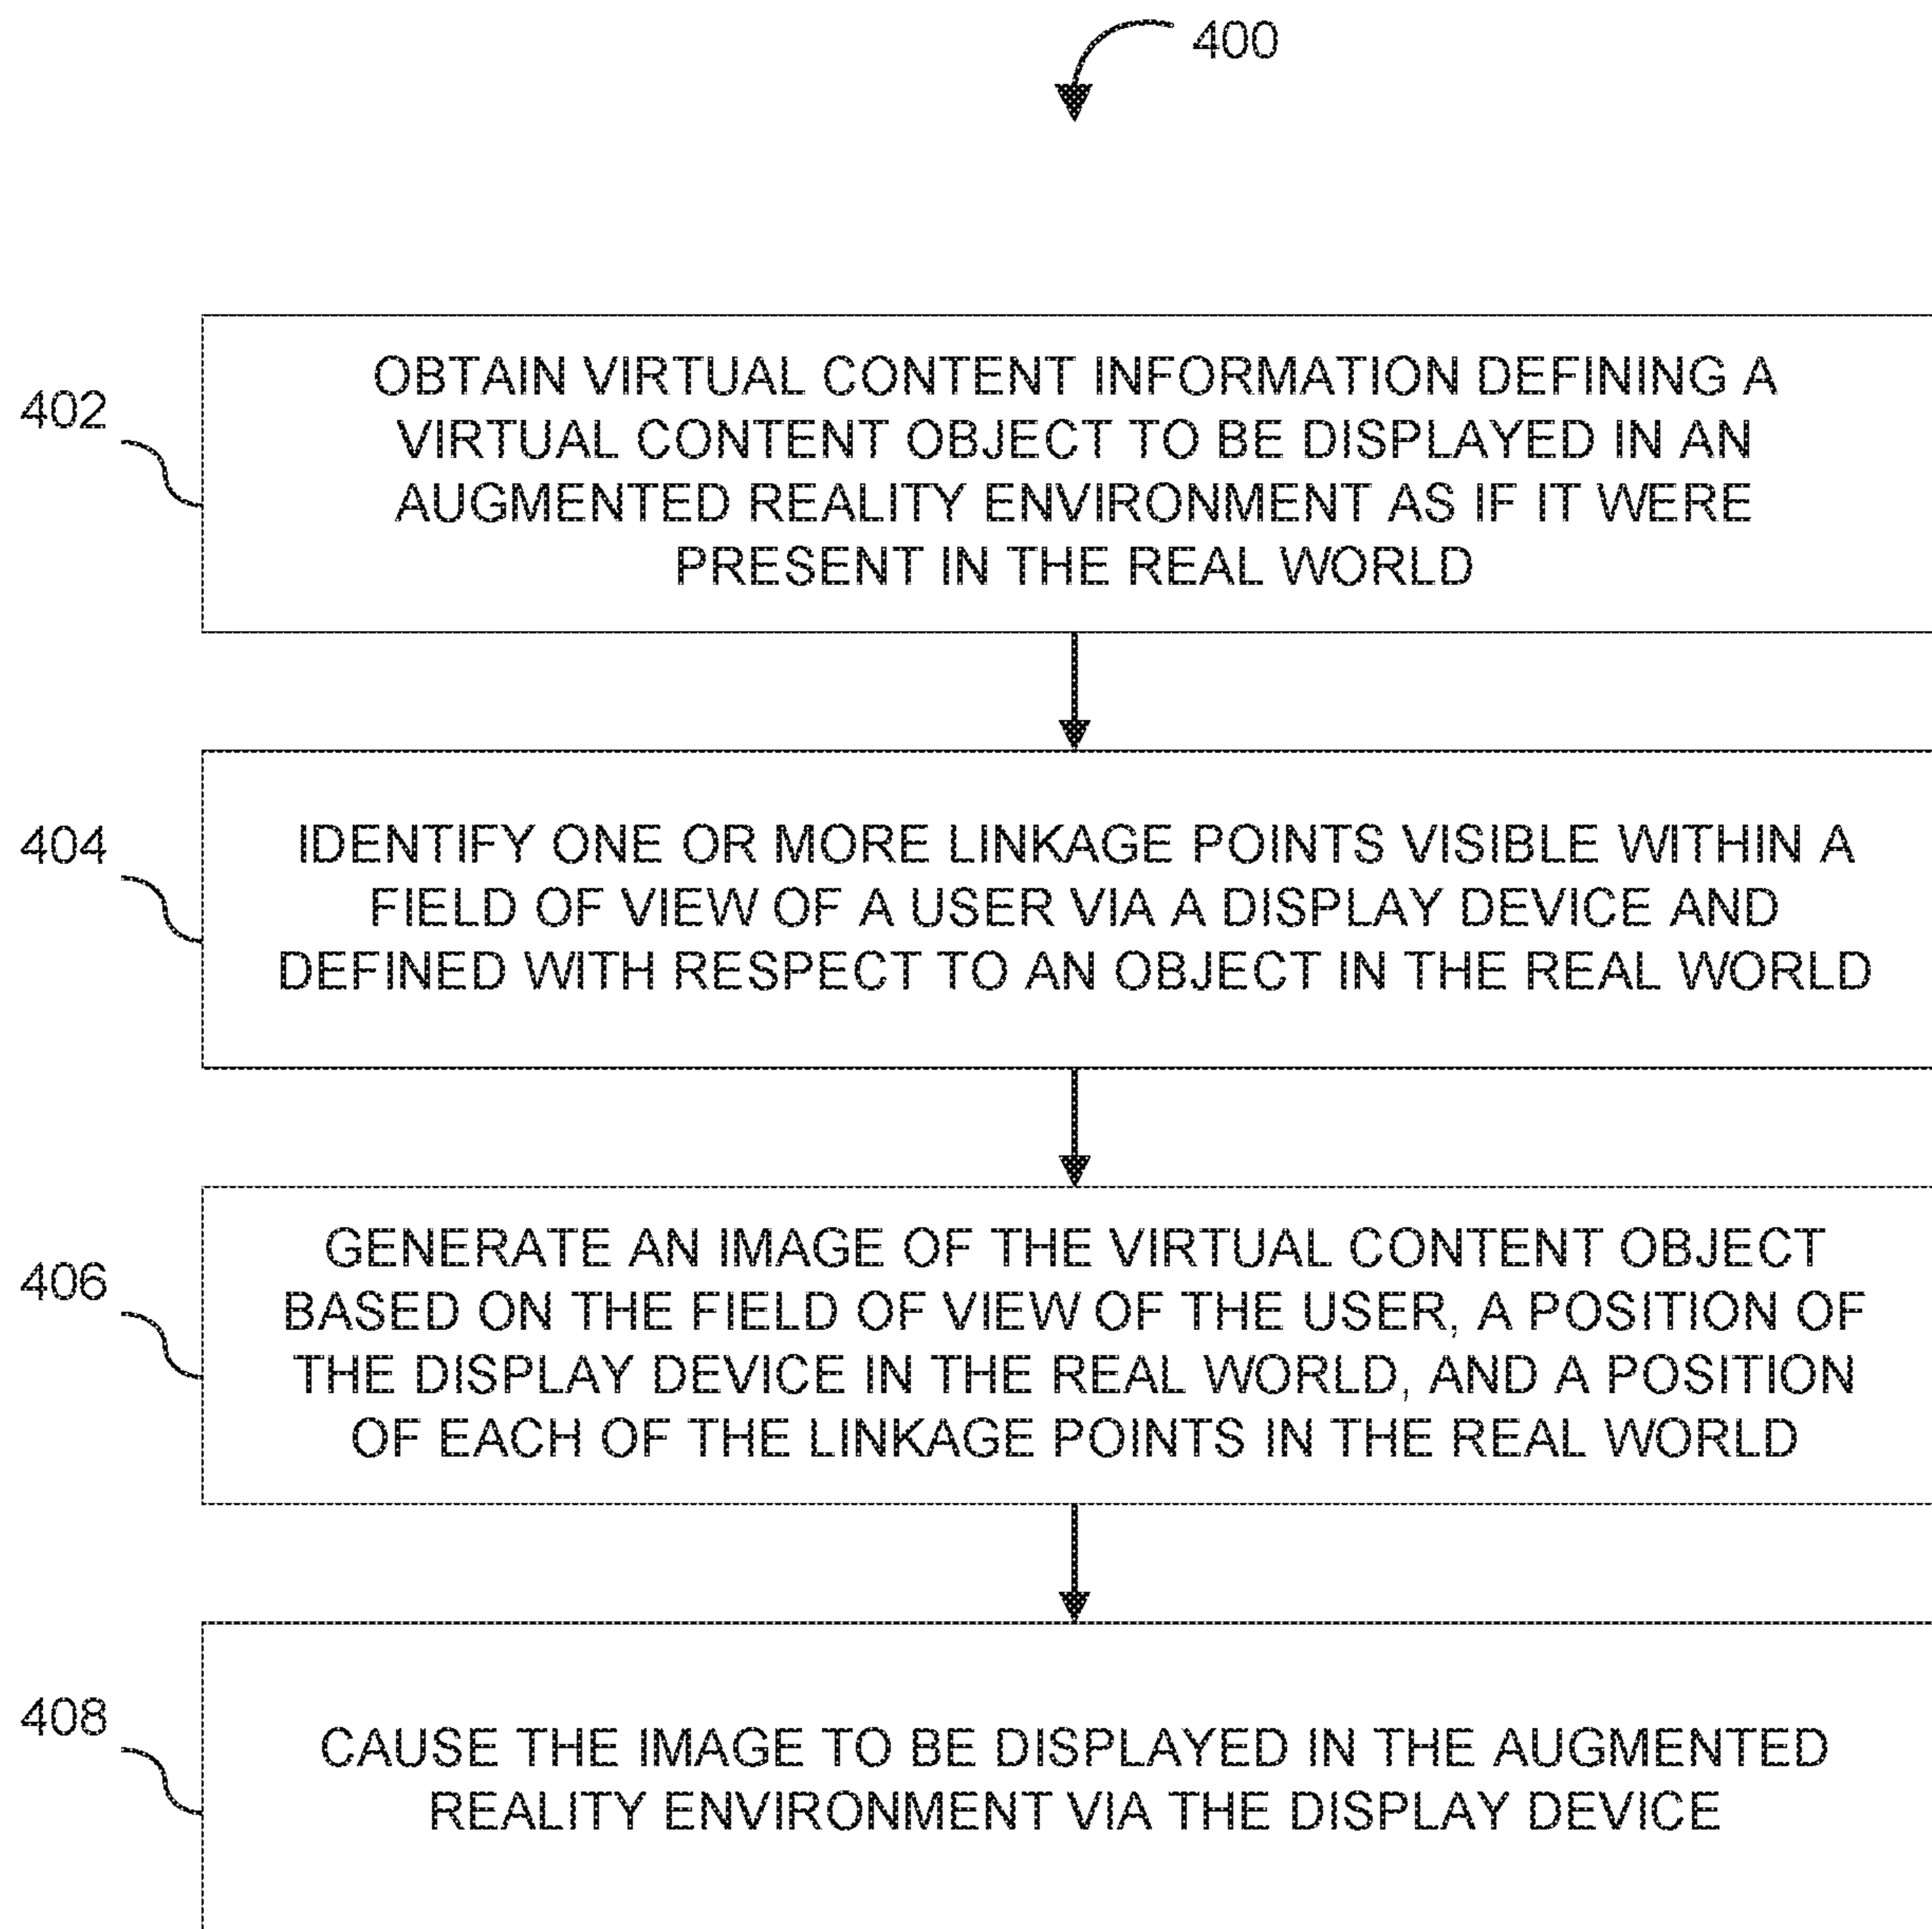 400
402
OBTAIN VIRTUAL CONTENT INFORMATION DEFINING A
VIRTUAL CONTENT OBJECT TO BE DISPLAYED IN AN
AUGMENTED REALITY ENVIRONMENT AS IF IT WERE
PRESENT IN THE REAL WORLD
404
IDENTIFY ONE OR MORE LINKAGE POINTS VISIBLE WITHIN A
FIELD OF VIEW OF A USER VIA A DISPLAY DEVICE AND
DEFINED WITH RESPECT TO AN OBJECT IN THE REAL WORLD
406
GENERATE AN IMAGE OF THE VIRTUAL CONTENT OBJECT
BASED ON THE FIELD OF VIEW OF THE USER, A POSITION OF
THE DISPLAY DEVICE IN THE REAL WORLD, AND A POSITION
OF EACH OF THE LINKAGE POINTS IN THE REAL WORLD
408
CAUSE THE IMAGE TO BE DISPLAYED IN THE AUGMENTED
REALITY ENVIRONMENT VIA THE DISPLAY DEVICE